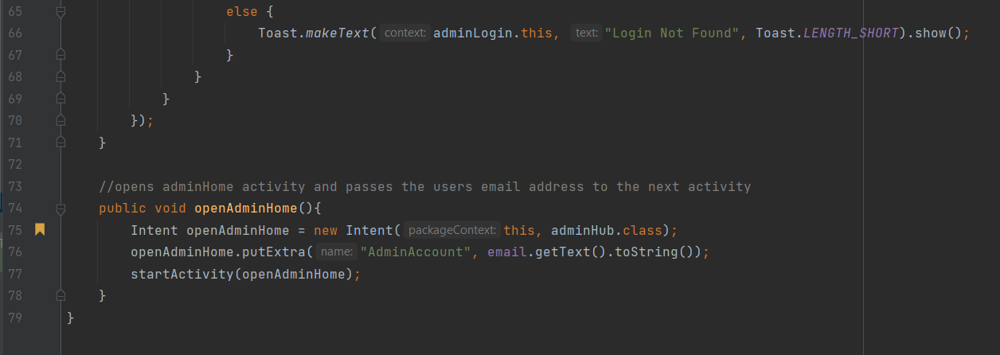 65 else {
66 Toast.makeText( context: adminLogin.this, text: "Login Not Found", Toast.LENGTH_SHORT).show();
67 }
68 }
69 }
70 });
71 }
72
73 //opens adminHome activity and passes the users email address to the next activity
74 public void openAdminHome(){
75 Intent openAdminHome = new Intent( packageContext: this, adminHub.class);
76 openAdminHome.putExtra( name: "AdminAccount", email.getText().toString());
77 startActivity(openAdminHome);
78 }
79 }